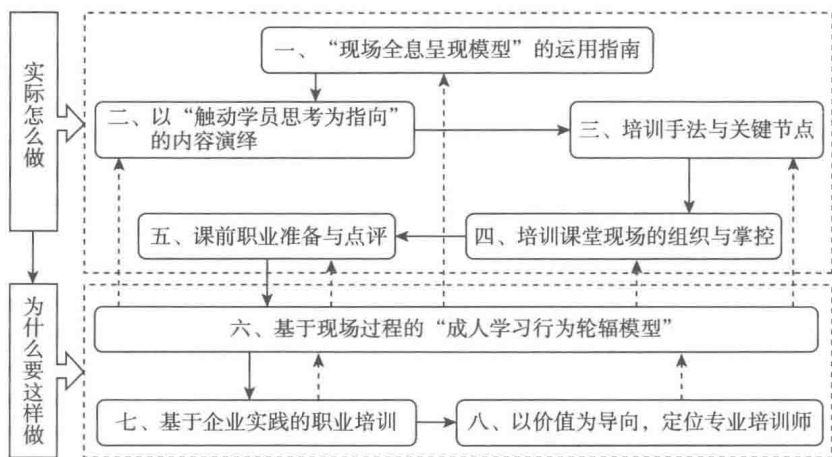 实际怎么做
一、“现场全息呈现模型”的运用指南
二、以“触动学员思考为指向”
的内容演绎
三、培训手法与关键节点
五、课前职业准备与点评
四、培训课堂现场的组织与掌控
为什么要这样做
六、基于现场过程的“成人学习行为轮辐模型”
七、基于企业实践的职业培训
八、以价值为导向，定位专业培训师